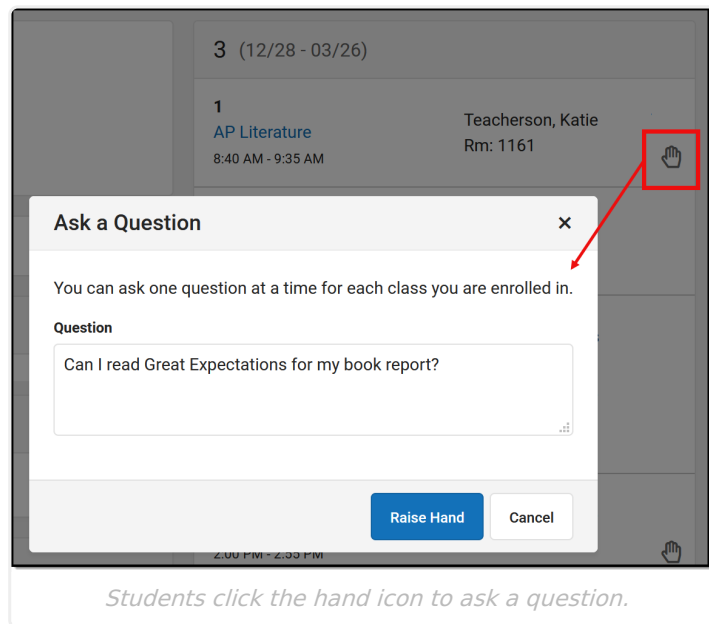 3 (12/28 - 03/26)
1
AP Literature
8:40 AM - 9:35 AM
Teacherson, Katie
Rm: 1161
Ask a Question
You can ask one question at a time for each class you are enrolled in.
Question
Can I read Great Expectations for my book report?
Raise Hand
Cancel
2:00 PM - 2:55 PM
Students click the hand icon to ask a question.